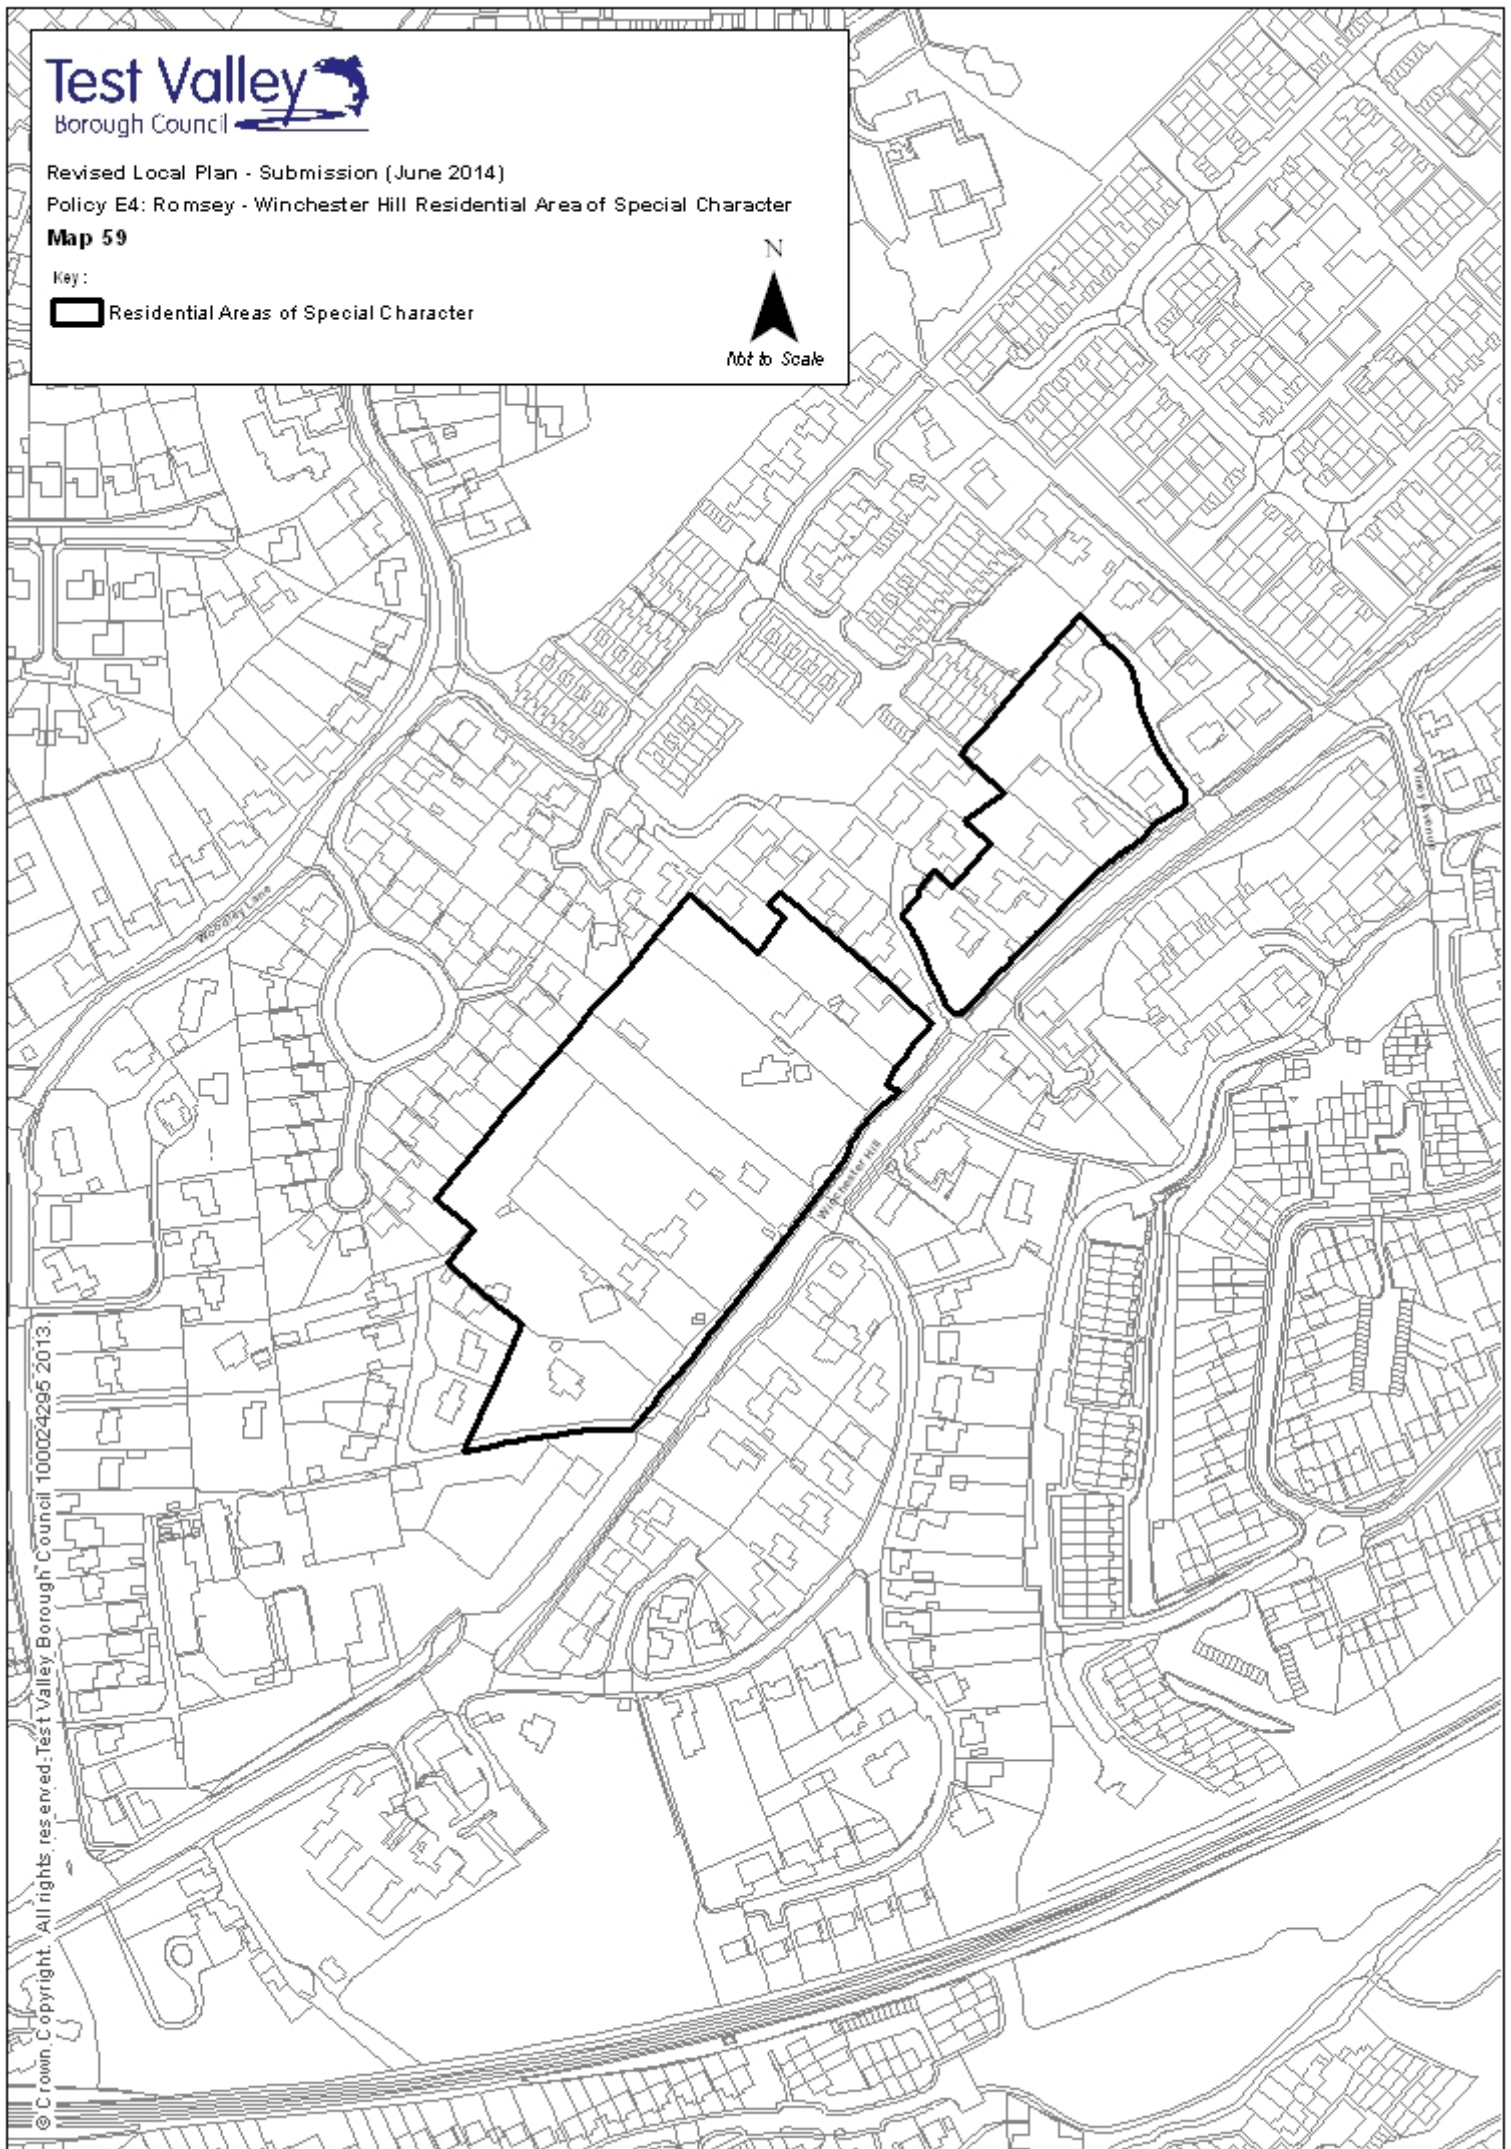 Test Valley
Borough Council
Revised Local Plan - Submission (June 2014)
Policy E4: Romsey - Winchester Hill Residential Area of Special Character
Map 59
Key:
Residential Areas of Special Character
N
Not to Scale
Woodley Lane
Winchester Hill
© Crown Copyright. All rights reserved. Test Valley Borough Council 100024295 2013.